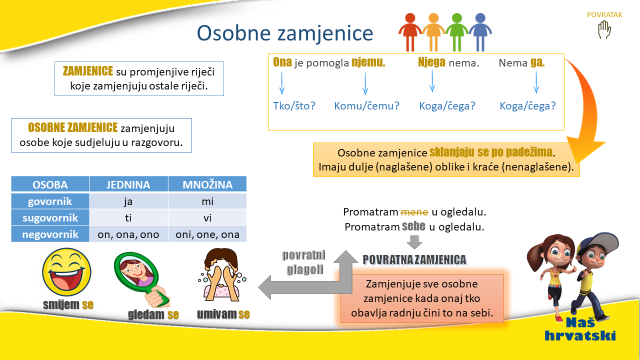 POVRATAK
Osobne zamjenice
ZAMJENICE su promjenjive riječi
koje zamjenjuju ostale riječi.
Ona je pomogla njemu. Njega nema. Nema ga.
Tko/što? Komu/čemu? Koga/čega? Koga/čega?
OSOBNE ZAMJENICE zamjenjuju
osobe koje sudjeluju u razgovoru.
Osobne zamjenice sklanjaju se po padežima.
Imaju dulje (naglašene) oblike i kraće (nenaglašene).
OSOBA JEDNINA MNOŽINA
govornik ja mi
sugovornik ti vi
negovornik on, ona, ono oni, one, ona
Promatram mene u ogledalu.
Promatram sebe u ogledalu.
povratni
glagoli
POVRATNA ZAMJENICA
Zamjenjuje sve osobne
zamjenice kada onaj tko
obavlja radnju čini to na sebi.
smijem se
gledam se
umivam se
Naš
hrvatski